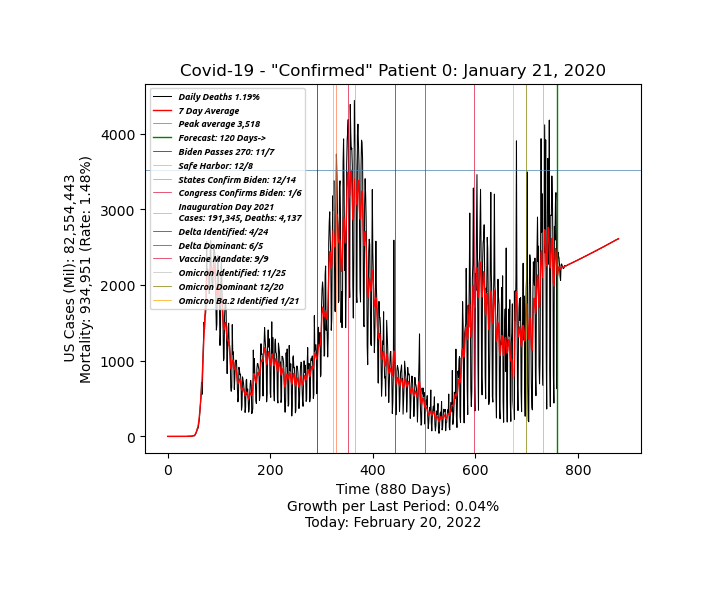 Covid-19 - "Confirmed" Patient 0: January 21, 2020
Daily Deaths 1.19%
7 Day Average
Peak average 3,518
Forecast: 120 Days->
Biden Passes 270: 11/7
Safe Harbor: 12/8
States Confirm Biden: 12/14
Congress Confirms Biden: 1/6
Inauguration Day 2021
Cases: 191,345, Deaths: 4,137
Delta Identified: 4/24
Delta Dominant: 6/5
Vaccine Mandate: 9/9
Omicron Identified: 11/25
Omicron Dominant 12/20
Omicron Ba.2 Identified 1/21
US Cases (Mil): 82,554,443
Mortality: 934,951 (Rate: 1.48%)
4000
3000
2000
1000
0
0 200 400 600 800
Time (880 Days)
Growth per Last Period: 0.04%
Today: February 20, 2022